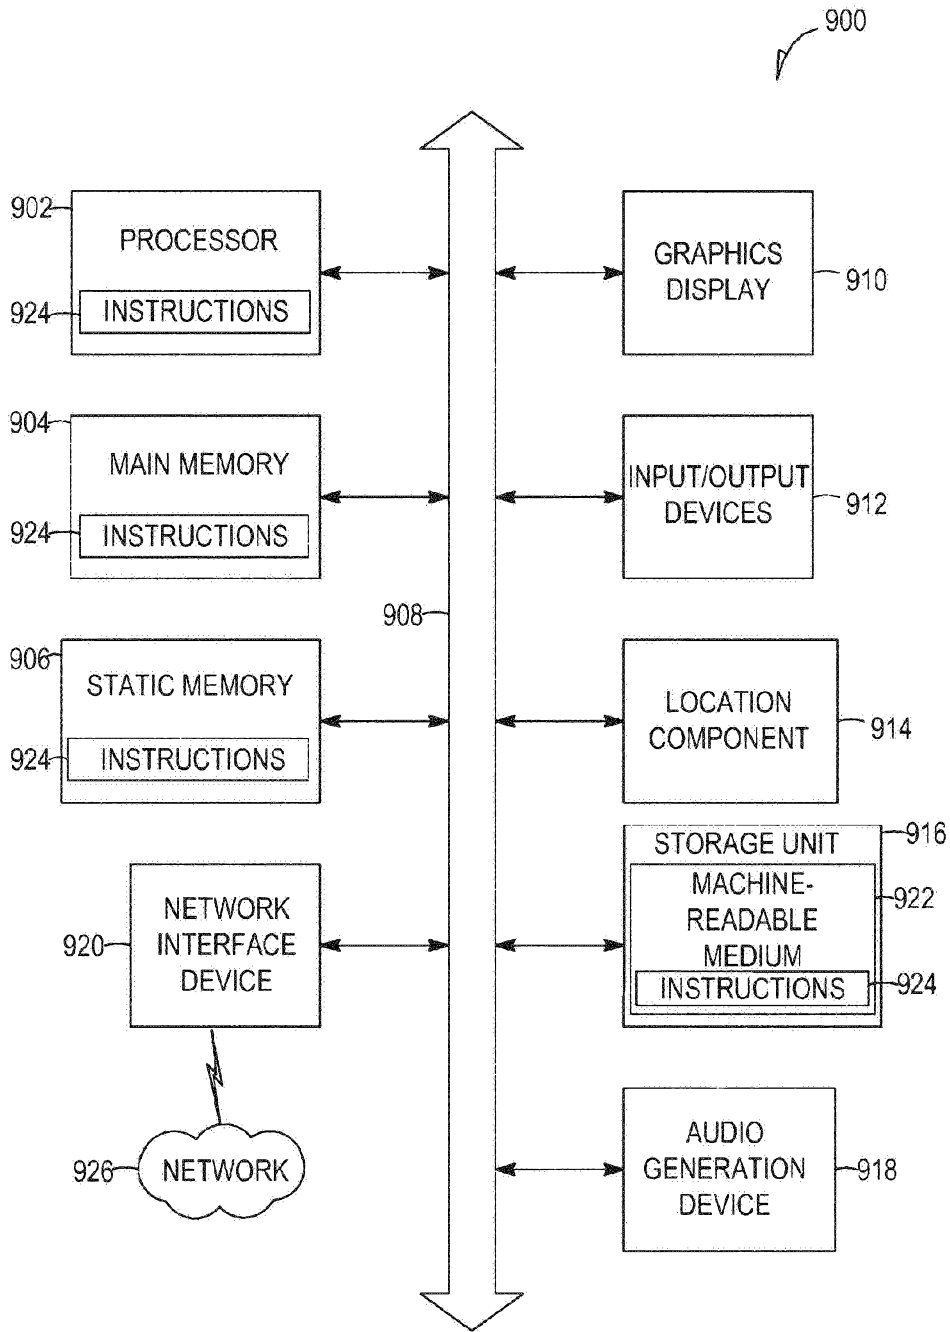 900
902
PROCESSOR
924
INSTRUCTIONS
GRAPHICS
DISPLAY
910
904
MAIN MEMORY
924
INSTRUCTIONS
INPUT/OUTPUT
DEVICES
912
908
906
STATIC MEMORY
924
INSTRUCTIONS
LOCATION
COMPONENT
914
920
NETWORK
INTERFACE
DEVICE
916
STORAGE UNIT
922
MACHINE-
READABLE
MEDIUM
924
INSTRUCTIONS
926
NETWORK
AUDIO
GENERATION
DEVICE
918